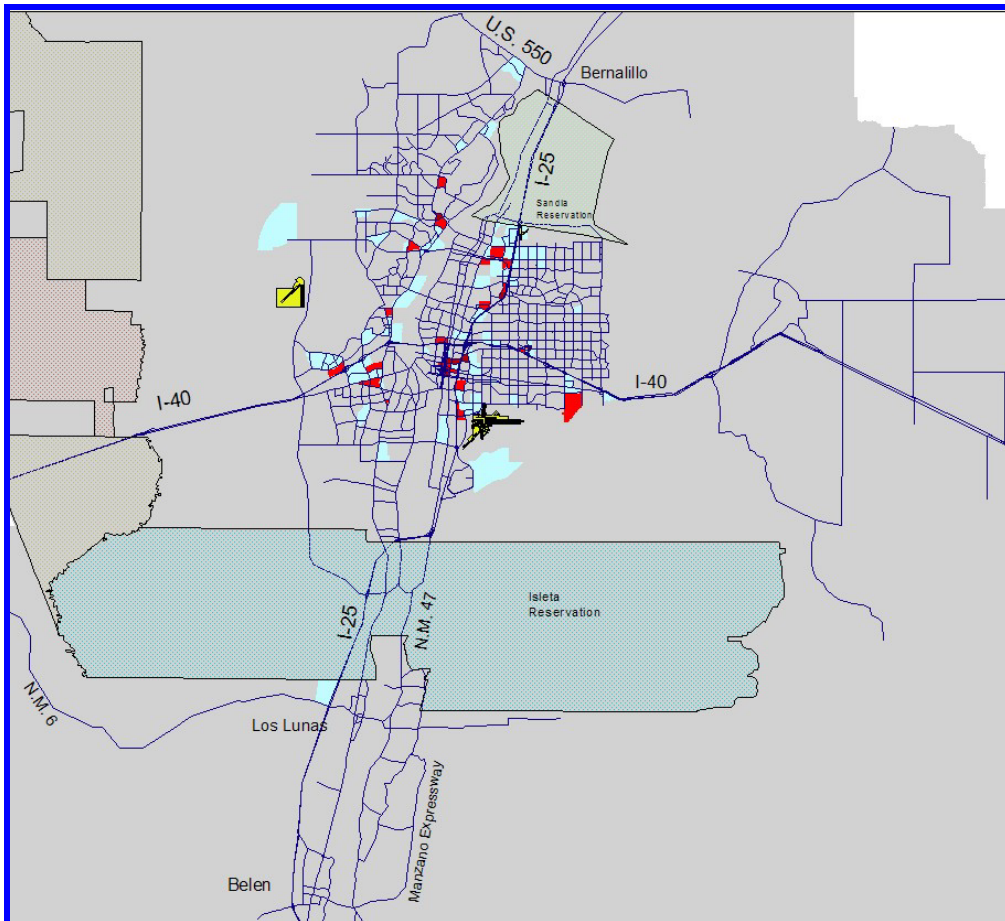 U.S. 550
Bernalillo
I-25
Sandia
Reservation
I-40
I-40
Isleta
Reservation
I-25
N.M. 47
N.M. 6
Los Lunas
Manzano Expressway
Belen